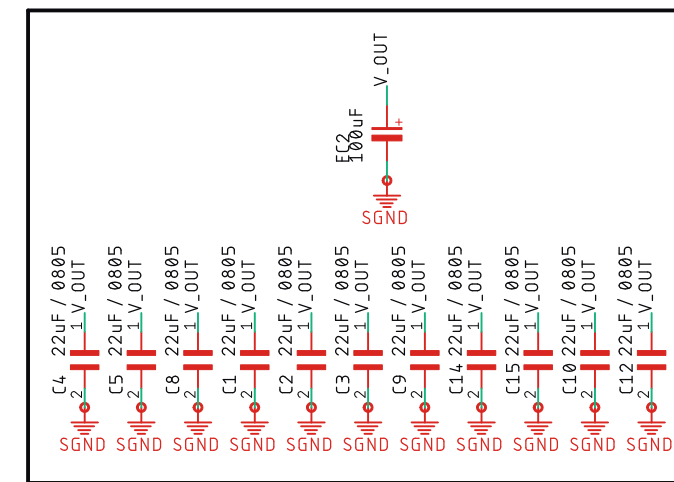 V_OUT
+
EC2
100uF
SGND
22uF / 0805 22uF / 0805 22uF / 0805 22uF / 0805 22uF / 0805 22uF / 0805 22uF / 0805 22uF / 0805 22uF / 0805 22uF / 0805 22uF / 0805
V_OUT V_OUT V_OUT V_OUT V_OUT V_OUT V_OUT V_OUT V_OUT V_OUT V_OUT
1 1 1 1 1 1 1 1 1 1 1
C4 C5 C8 C1 C2 C3 C9 C14 C15 C10 C12
2 2 2 2 2 2 2 2 2 2 2
SGND SGND SGND SGND SGND SGND SGND SGND SGND SGND SGND